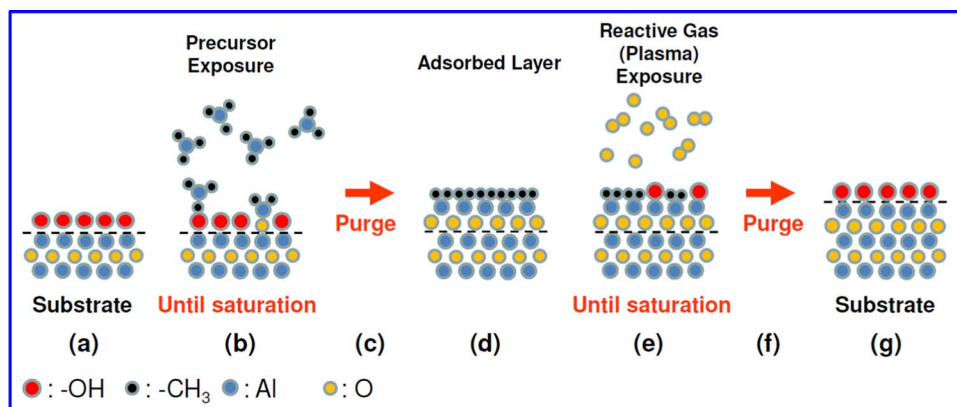 Precursor
Exposure
Adsorbed Layer
Reactive Gas
(Plasma)
Exposure
Purge
Purge
Substrate
Until saturation
Until saturation
Substrate
(a)
(b)
(c)
(d)
(e)
(f)
(g)
: -OH
: -CH₃
: Al
: O